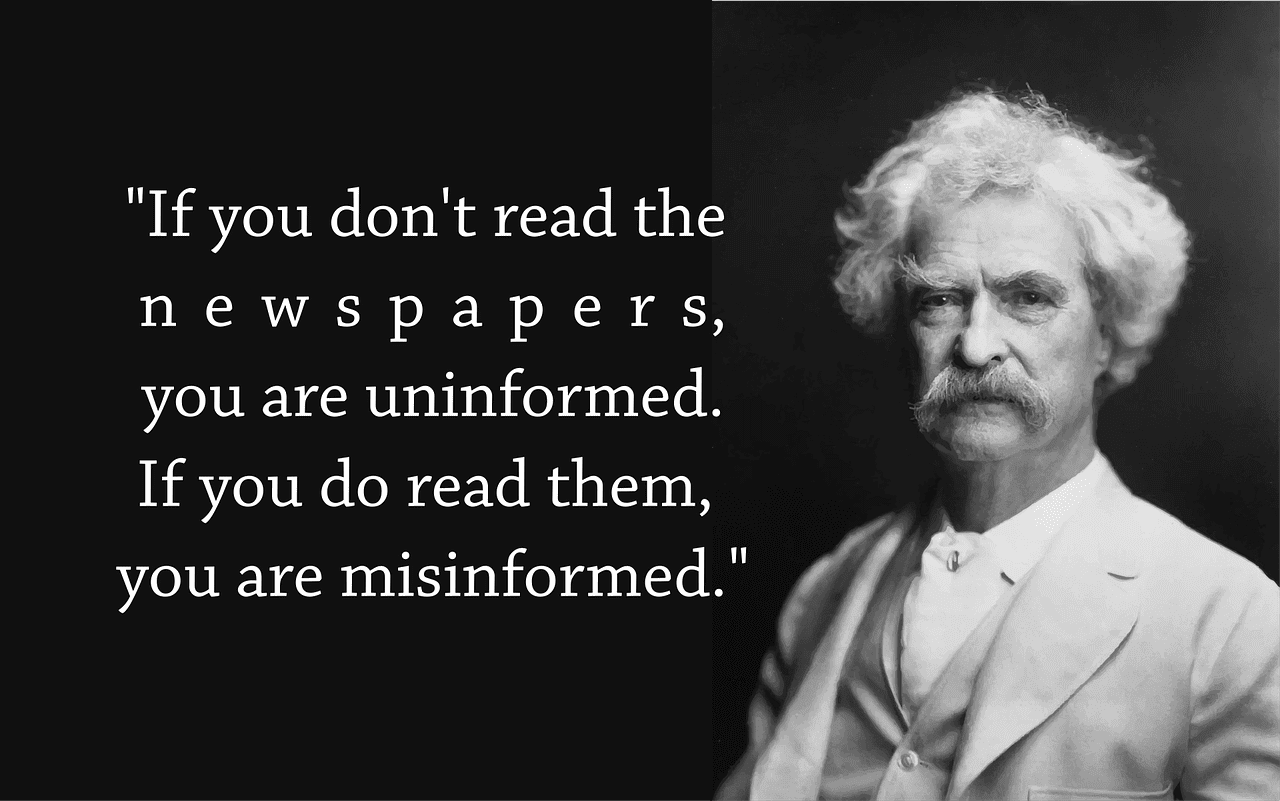 "If you don't read the
newspapers,
you are uninformed.
If you do read them,
you are misinformed."